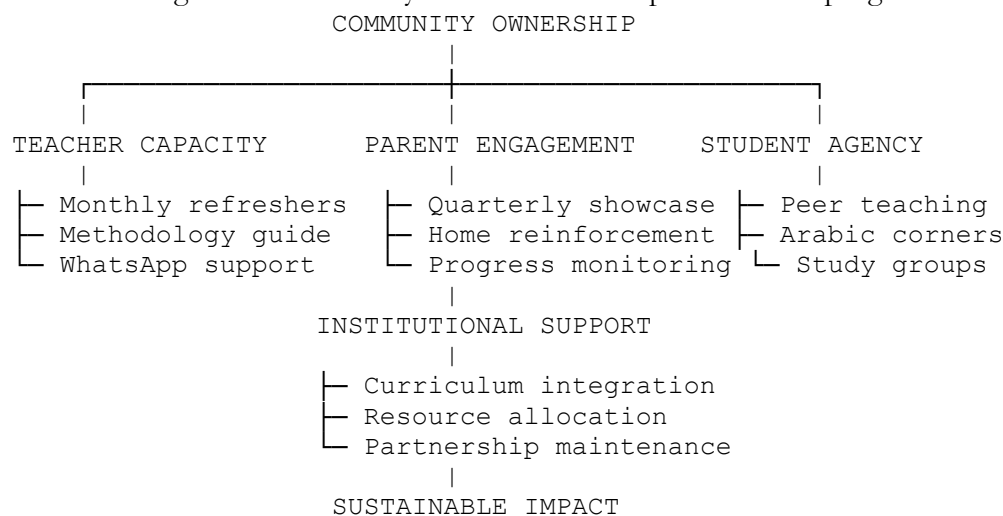 COMMUNITY OWNERSHIP
TEACHER CAPACITY PARENT ENGAGEMENT STUDENT AGENCY
├─ Monthly refreshers ├─ Quarterly showcase ├─ Peer teaching
├─ Methodology guide ├─ Home reinforcement ├─ Arabic corners
└─ WhatsApp support └─ Progress monitoring └─ Study groups
INSTITUTIONAL SUPPORT
├─ Curriculum integration
├─ Resource allocation
└─ Partnership maintenance
SUSTAINABLE IMPACT